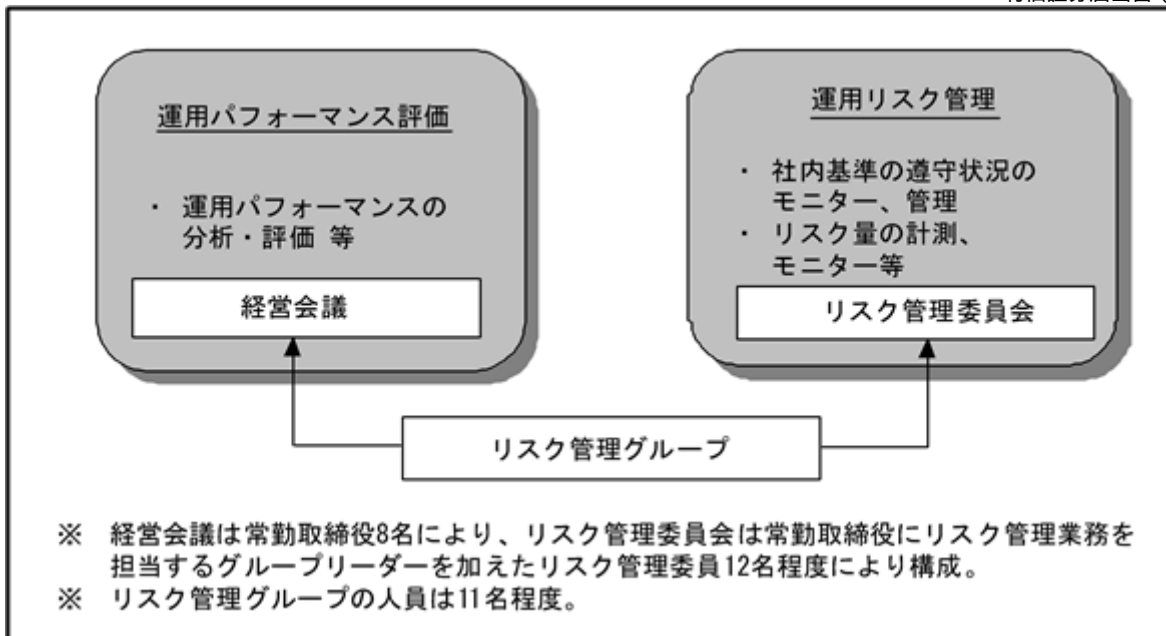 運用パフォーマンス評価
・ 運用パフォーマンスの
分析・評価 等
経営会議
運用リスク管理
・ 社内基準の遵守状況の
モニター、管理
・ リスク量の計測、
モニター等
リスク管理委員会
リスク管理グループ
※ 経営会議は常勤取締役8名により、リスク管理委員会は常勤取締役にリスク管理業務を
担当するグループリーダーを加えたリスク管理委員12名程度により構成。
※ リスク管理グループの人員は11名程度。